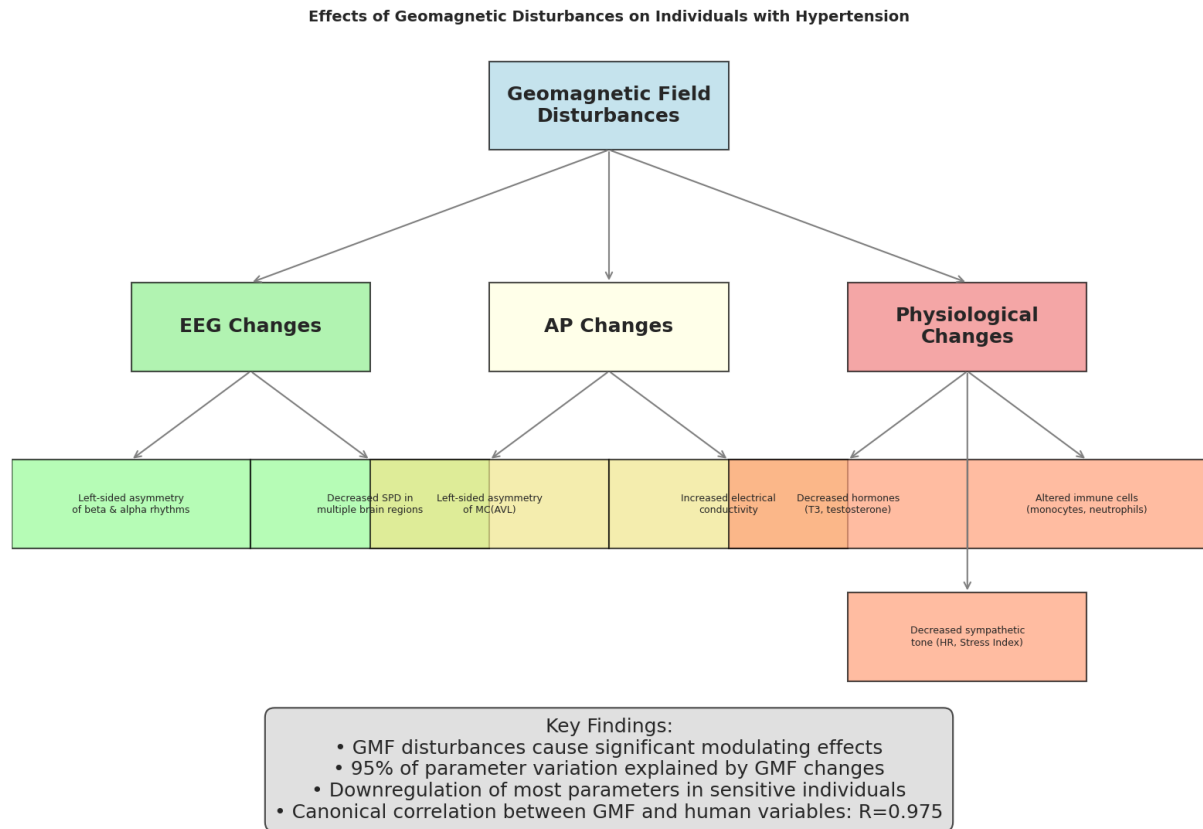 Effects of Geomagnetic Disturbances on Individuals with Hypertension
Geomagnetic Field
Disturbances
EEG Changes
AP Changes
Physiological
Changes
Left-sided asymmetry
of beta & alpha rhythms
Decreased SPD in
multiple brain regions
Left-sided asymmetry
of MC(AVL)
Increased electrical
conductivity
Decreased hormones
(T3, testosterone)
Altered immune cells
(monocytes, neutrophils)
Decreased sympathetic
tone (HR, Stress Index)
Key Findings:
• GMF disturbances cause significant modulating effects
• 95% of parameter variation explained by GMF changes
• Downregulation of most parameters in sensitive individuals
• Canonical correlation between GMF and human variables: R=0.975